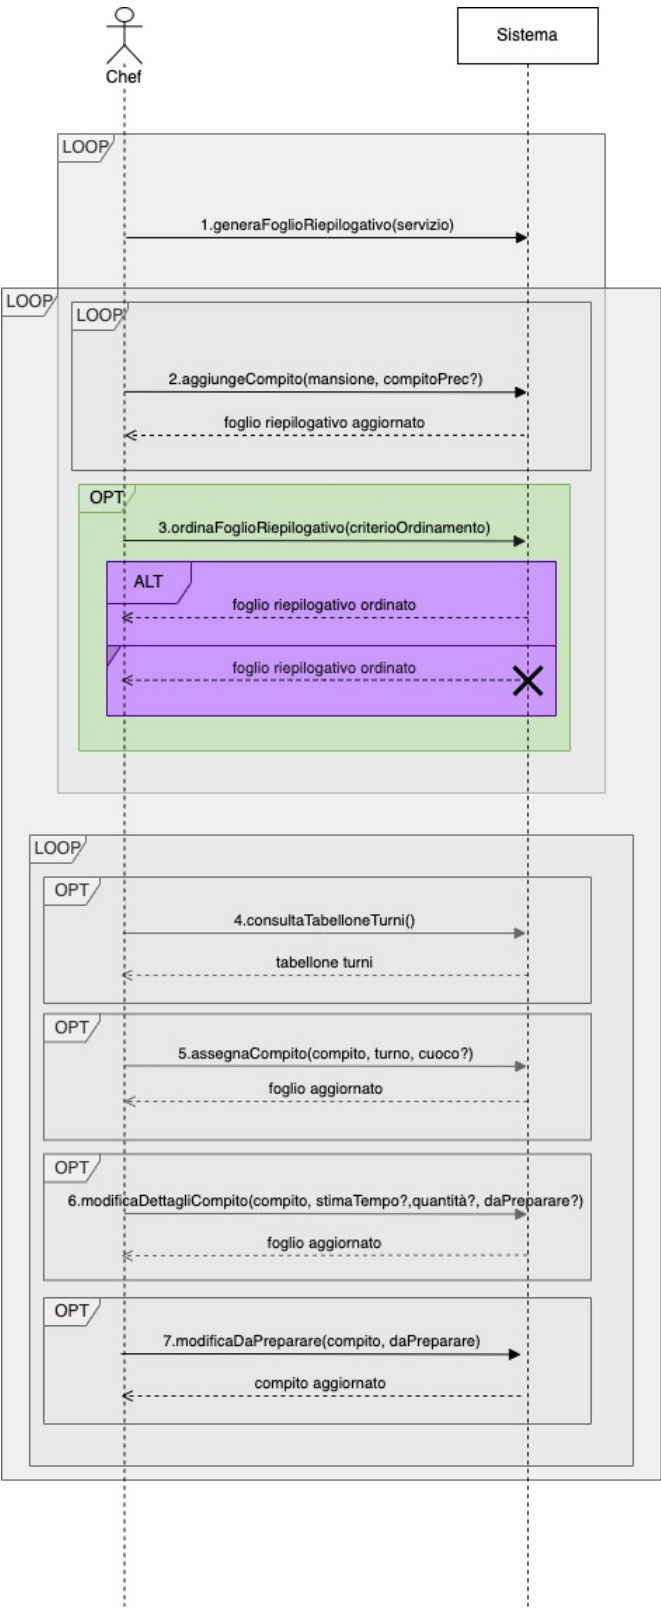 Chef
Sistema
LOOP
1.generaFoglioRiepilogativo(servizio)
LOOP
LOOP
2.aggiungeCompito(mansione, compitoPrec?)
foglio riepilogativo aggiornato
OPT
3.ordinaFoglioRiepilogativo(criterioOrdinamento)
ALT
foglio riepilogativo ordinato
foglio riepilogativo ordinato
LOOP
OPT
4.consultaTabelloneTurni()
tabellone turni
OPT
5.assegnaCompito(compito, turno, cuoco?)
foglio aggiornato
OPT
6.modificaDettagliCompito(compito, stimaTempo?,quantità?, daPreparare?)
foglio aggiornato
OPT
7.modificaDaPreparare(compito, daPreparare)
compito aggiornato